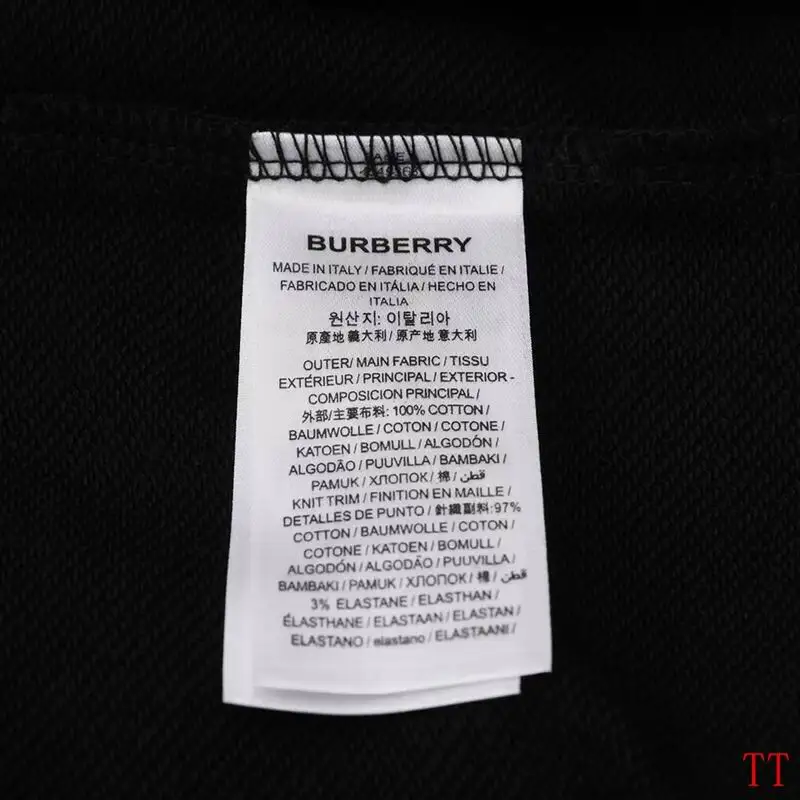 BURBERRY
MADE IN ITALY / FABRIQUÉ EN ITALIE /
FABRICADO EN ITÁLIA / HECHO EN
ITALIA
원산지: 이탈리아
原產地 義大利 / 原产地 意大利
OUTER/ MAIN FABRIC / TISSU
EXTÉRIEUR / PRINCIPAL / EXTERIOR -
COMPOSICION PRINCIPAL /
外部/主要布料: 100% COTTON /
BAUMWOLLE / COTON / COTONE /
KATOEN / BOMULL / ALGODÓN /
ALGODÃO / PUUVILLA / BAMBAKI /
PAMUK / ХЛОПОК / 棉 / قطن
KNIT TRIM / FINITION EN MAILLE /
DETALLES DE PUNTO / 針織副料:97%
COTTON / BAUMWOLLE / COTON /
COTONE / KATOEN / BOMULL /
ALGODÓN / ALGODÃO / PUUVILLA /
BAMBAKI / PAMUK / ХЛОПОК / 棉 / قطن
3% ELASTANE / ELASTHAN /
ÉLASTHANE / ELASTAAN / ELASTAN /
ELASTANO / elastano / ELASTAANI /
TT